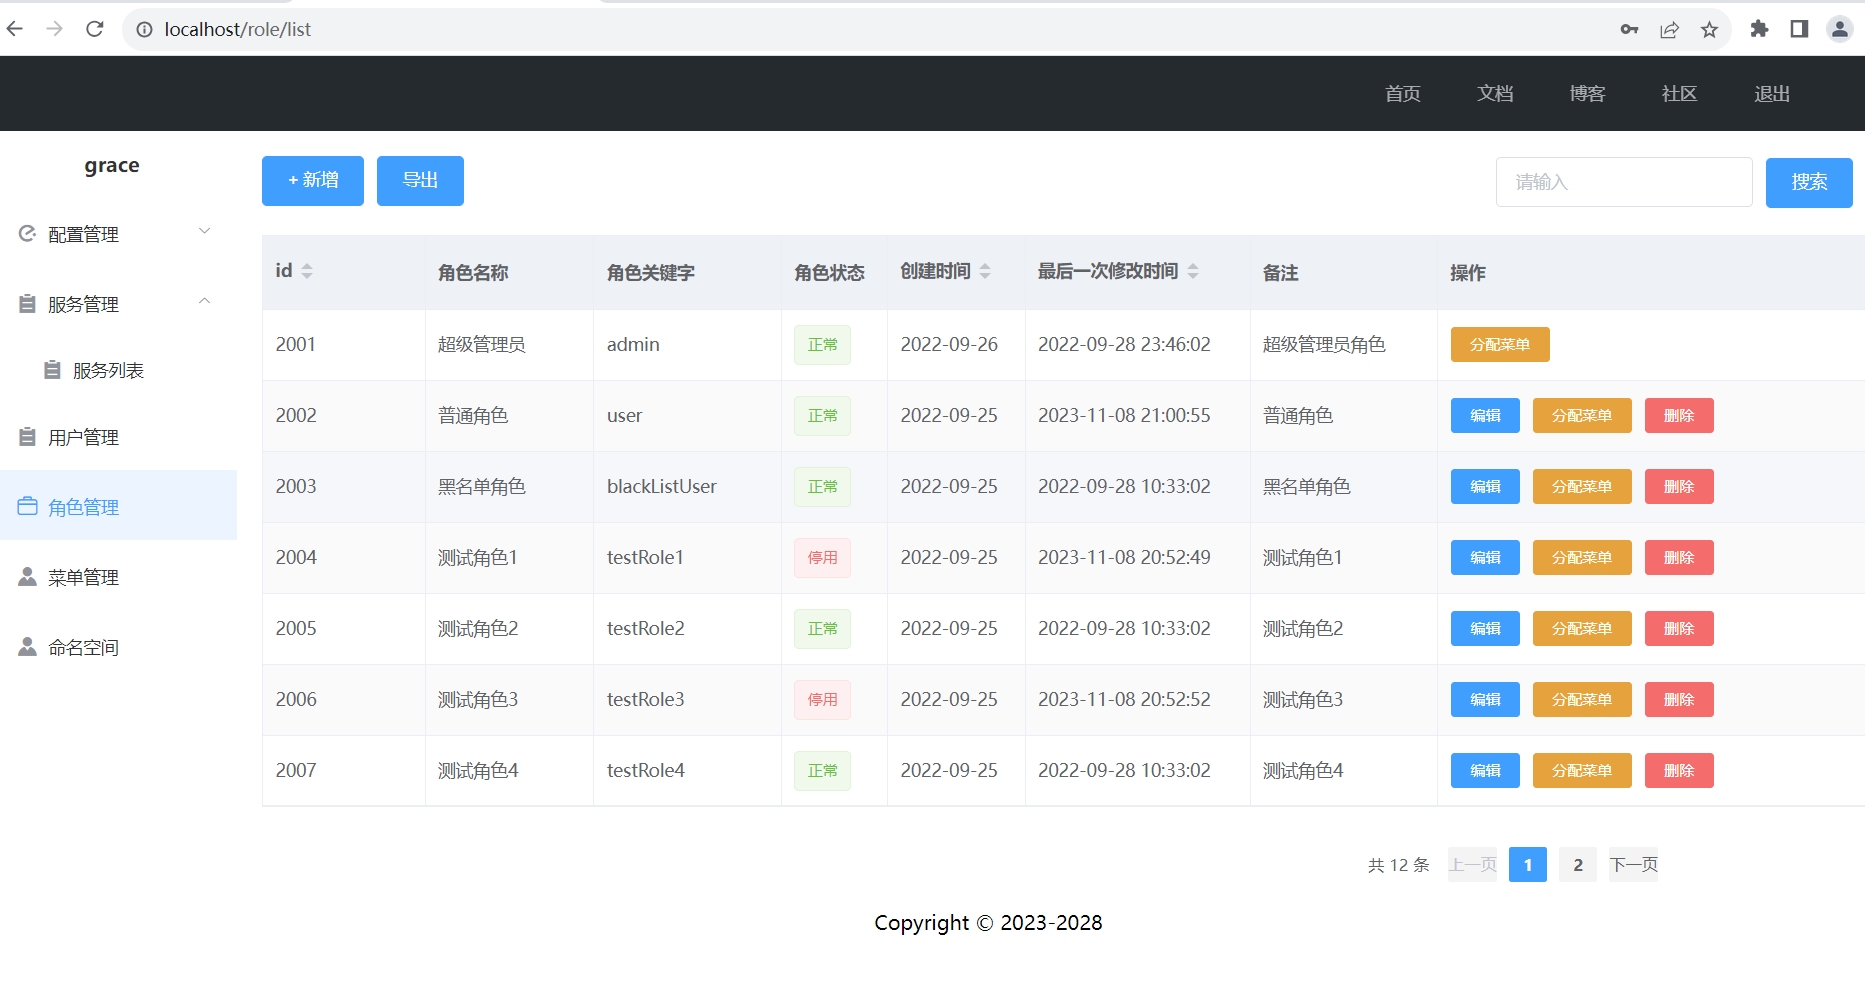 localhost/role/list
首页 文档 博客 社区 退出
grace
配置管理
服务管理
服务列表
用户管理
角色管理
菜单管理
命名空间
+ 新增 导出 请输入 搜索
id 角色名称 角色关键字 角色状态 创建时间 最后一次修改时间 备注 操作
2001 超级管理员 admin 正常 2022-09-26 2022-09-28 23:46:02 超级管理员角色 分配菜单
2002 普通角色 user 正常 2022-09-25 2023-11-08 21:00:55 普通角色 编辑 分配菜单 删除
2003 黑名单角色 blackListUser 正常 2022-09-25 2022-09-28 10:33:02 黑名单角色 编辑 分配菜单 删除
2004 测试角色1 testRole1 停用 2022-09-25 2023-11-08 20:52:49 测试角色1 编辑 分配菜单 删除
2005 测试角色2 testRole2 正常 2022-09-25 2022-09-28 10:33:02 测试角色2 编辑 分配菜单 删除
2006 测试角色3 testRole3 停用 2022-09-25 2023-11-08 20:52:52 测试角色3 编辑 分配菜单 删除
2007 测试角色4 testRole4 正常 2022-09-25 2022-09-28 10:33:02 测试角色4 编辑 分配菜单 删除
共 12 条 上一页 1 2 下一页
Copyright © 2023-2028